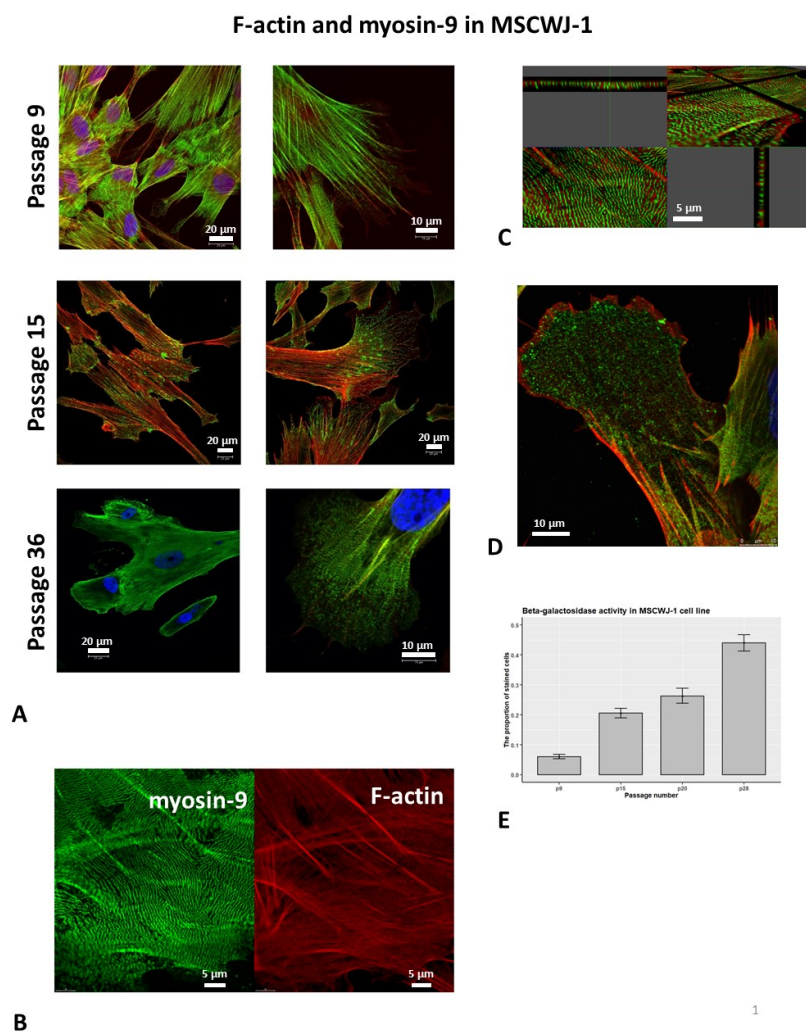 F-actin and myosin-9 in MSCWJ-1
Passage 9
20 µm
10 µm
Passage 15
20 µm
20 µm
Passage 36
20 µm
10 µm
A
myosin-9
F-actin
5 µm
5 µm
B
5 µm
C
10 µm
D
Beta-galactosidase activity in MSCWJ-1 cell line
The proportion of stained cells
0.5
0.4
0.3
0.2
0.1
0.0
p9
p15
p20
p28
Passage number
E
1